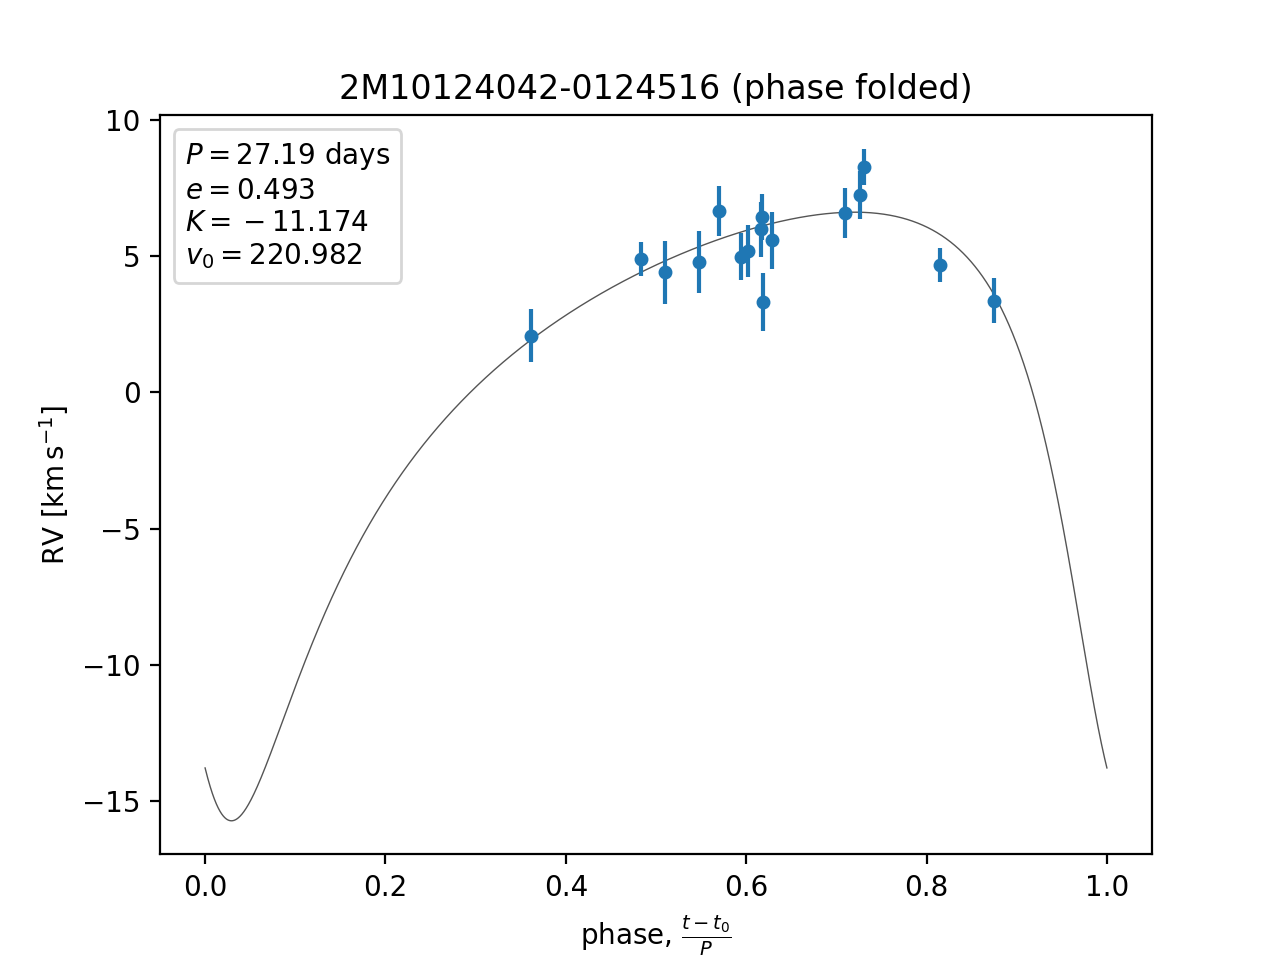 2M10124042-0124516 (phase folded)
P = 27.19 days
e = 0.493
K = −11.174
v₀ = 220.982
10
5
0
−5
−10
−15
RV [km s⁻¹]
0.0 0.2 0.4 0.6 0.8 1.0
phase, (t − t₀)/P